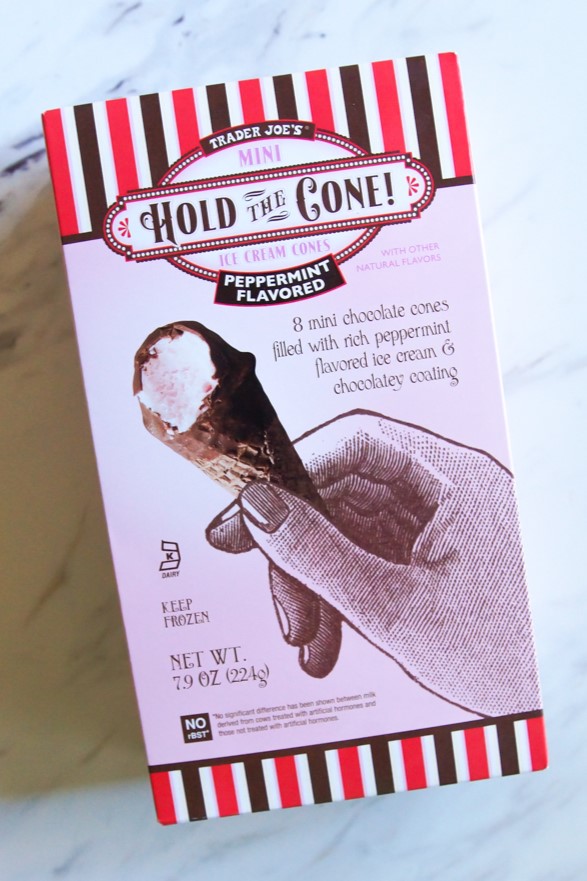 TRADER JOE'S®
MINI
HOLD THE CONE!
ICE CREAM CONES
PEPPERMINT
FLAVORED
WITH OTHER
NATURAL FLAVORS
8 mini chocolate cones
filled with rich peppermint
flavored ice cream &
chocolatey coating
K
DAIRY
KEEP
FROZEN
NET WT.
7.9 OZ (224g)
NO
rBST*
*No significant difference has been shown between milk
derived from cows treated with artificial hormones and
those not treated with artificial hormones.